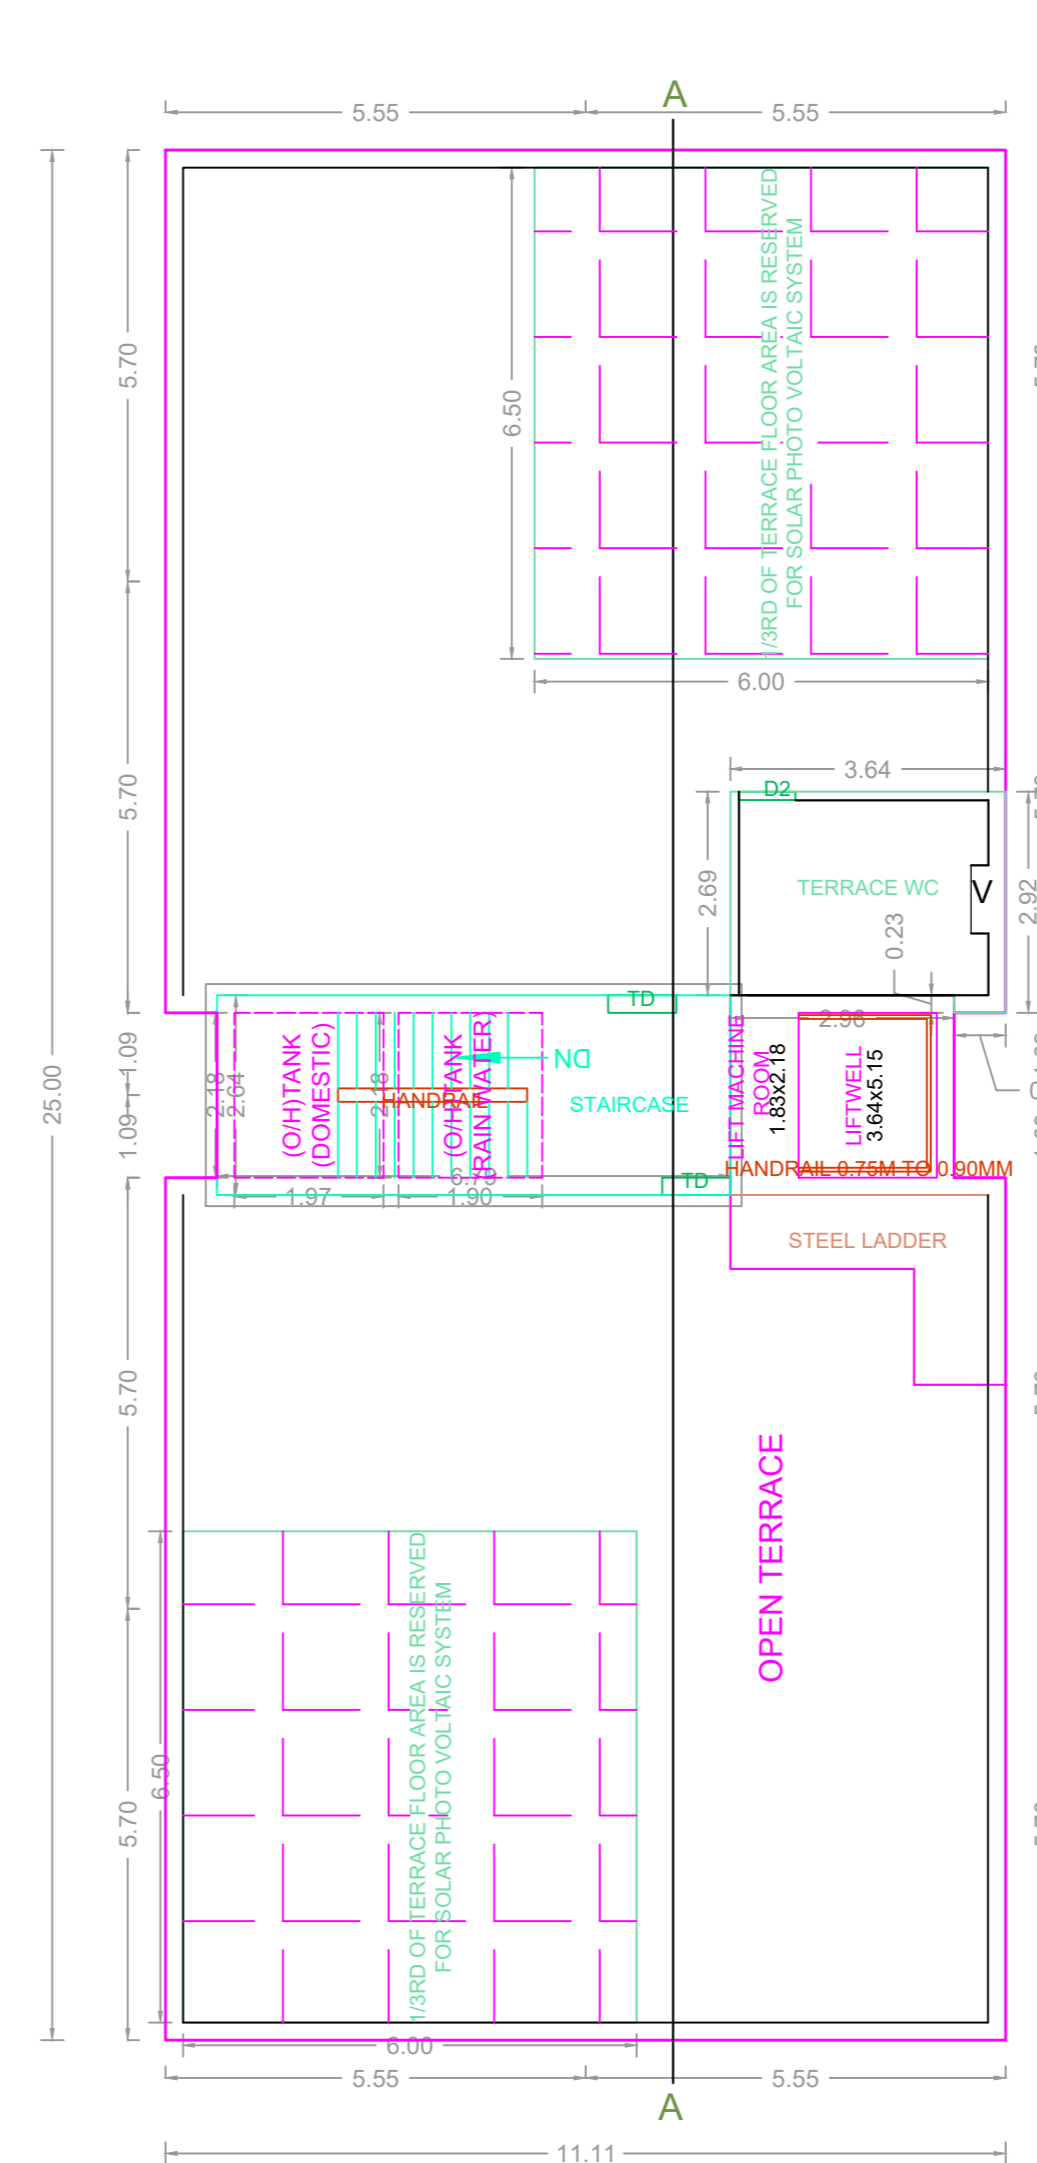 A
5.55
5.55
5.70
6.50
1/3RD OF TERRACE FLOOR AREA IS RESERVED
FOR SOLAR PHOTO VOLTAIC SYSTEM
6.00
3.64
D2
5.70
2.69
TERRACE WC
V
2.92
0.23
TD
2.96
1.09
1.09
25.00
2.18
2.64
(O/H)TANK
(DOMESTIC)
2.18
HANDRAIL
(O/H)TANK
(RAIN WATER)
DN
STAIRCASE
LIFT MACHINE
ROOM
1.83x2.18
LIFTWELL
3.64x5.15
HANDRAIL 0.75M TO 0.90MM
TD
1.97
1.90
STEEL LADDER
5.70
OPEN TERRACE
1/3RD OF TERRACE FLOOR AREA IS RESERVED
FOR SOLAR PHOTO VOLTAIC SYSTEM
6.50
5.70
6.00
5.55
5.55
A
11.11